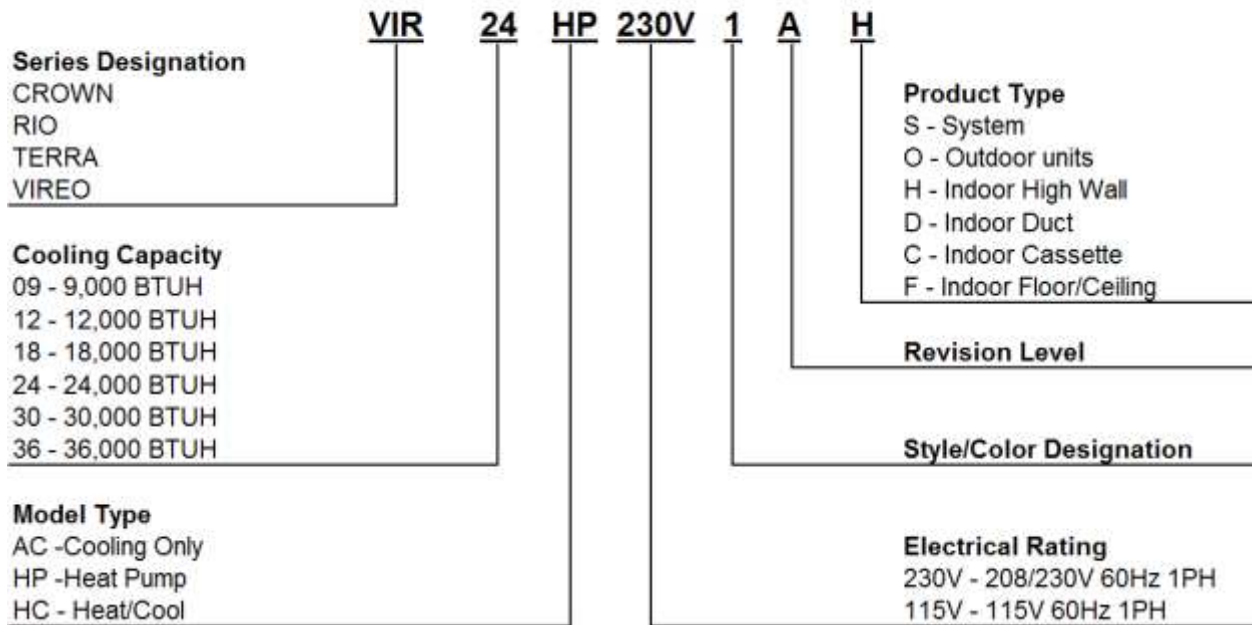 VIR 24 HP 230V 1 A H
Series Designation
CROWN
RIO
TERRA
VIREO
Cooling Capacity
09 - 9,000 BTUH
12 - 12,000 BTUH
18 - 18,000 BTUH
24 - 24,000 BTUH
30 - 30,000 BTUH
36 - 36,000 BTUH
Model Type
AC -Cooling Only
HP -Heat Pump
HC - Heat/Cool
Product Type
S - System
O - Outdoor units
H - Indoor High Wall
D - Indoor Duct
C - Indoor Cassette
F - Indoor Floor/Ceiling
Revision Level
Style/Color Designation
Electrical Rating
230V - 208/230V 60Hz 1PH
115V - 115V 60Hz 1PH